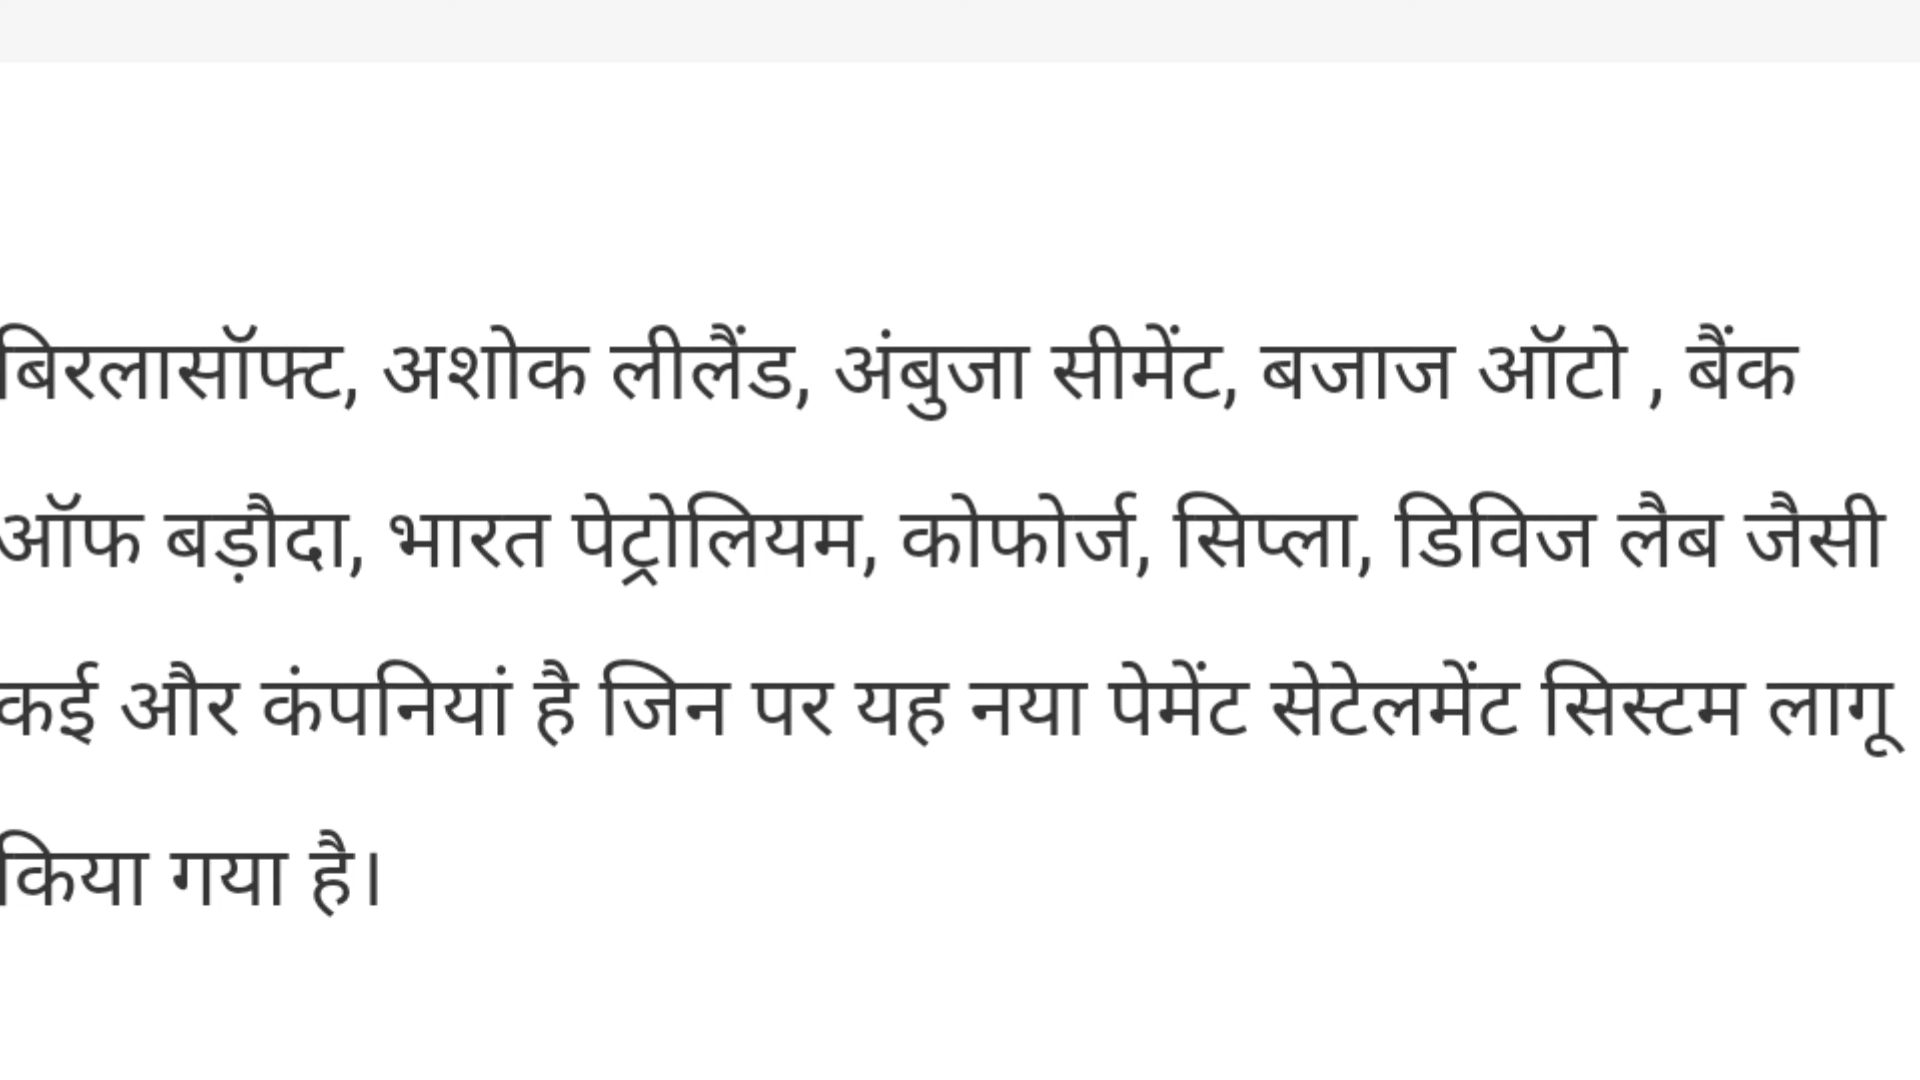 बिरलासॉफ्ट, अशोक लीलैंड, अंबुजा सीमेंट, बजाज ऑटो , बैंक
ऑफ बड़ौदा, भारत पेट्रोलियम, कोफोर्ज, सिप्ला, डिविज लैब जैसी
कई और कंपनियां है जिन पर यह नया पेमेंट सेटेलमेंट सिस्टम लागू
किया गया है।